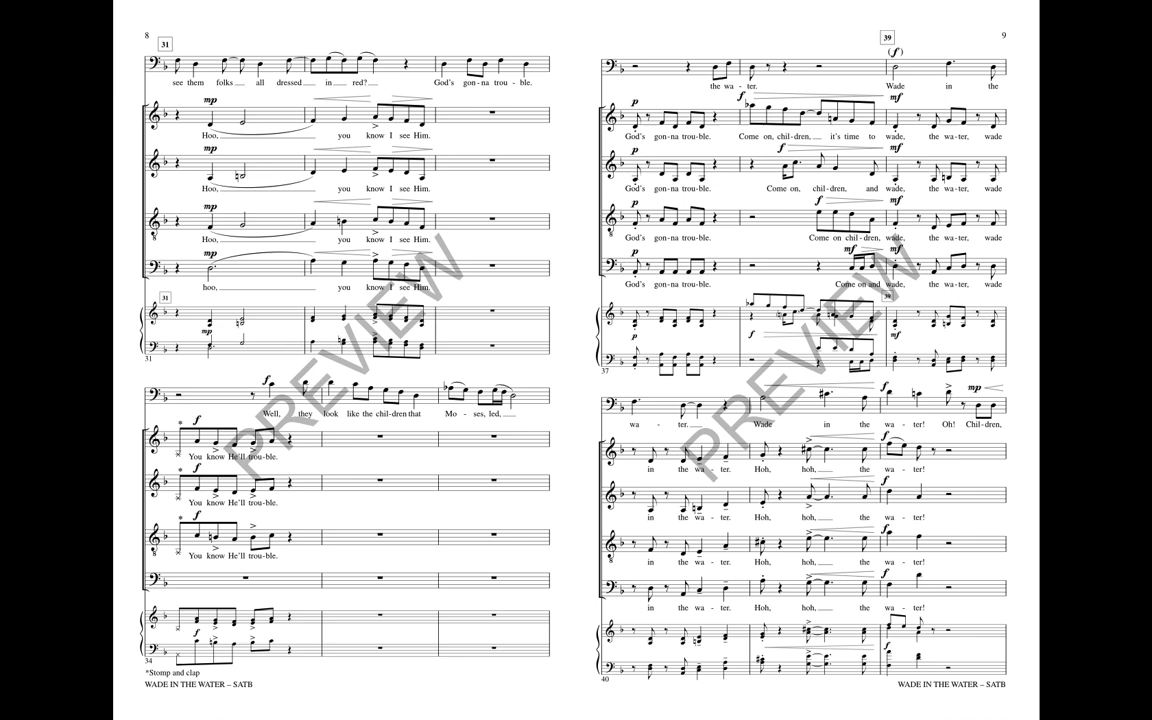 8
31
see them folks all dressed in red? God's gon-na trou-ble.
mp
Hoo, you know I see Him.
mp
Hoo, you know I see Him.
mp
Hoo, you know I see Him.
mp
hoo, you know I see Him.
31
mp
31
f
Well, they look like the chil-dren that Mo-ses, led,
* f
You know He'll trou-ble.
* f
You know He'll trou-ble.
* f
You know He'll trou-ble.
f
34
*Stomp and clap
WADE IN THE WATER – SATB
PREVIEW
9
39
(f)
the wa-ter. Wade in the
p f mf
God's gon-na trou-ble. Come on, chil-dren, it's time to wade, the wa-ter, wade
p f mf
God's gon-na trou-ble. Come on, chil-dren, and wade, the wa-ter, wade
p f mf
God's gon-na trou-ble. Come on chil-dren, wade, the wa-ter, wade
p mf mf
God's gon-na trou-ble. Come on and wade, the wa-ter, wade
39
p f mf
37
f mp
wa-ter. Wade in the wa-ter! Oh! Chil-dren,
f
in the wa-ter. Hoh, hoh, the wa-ter!
f
in the wa-ter. Hoh, hoh, the wa-ter!
f
in the wa-ter. Hoh, hoh, the wa-ter!
f
in the wa-ter. Hoh, hoh, the wa-ter!
f
40
WADE IN THE WATER – SATB
PREVIEW